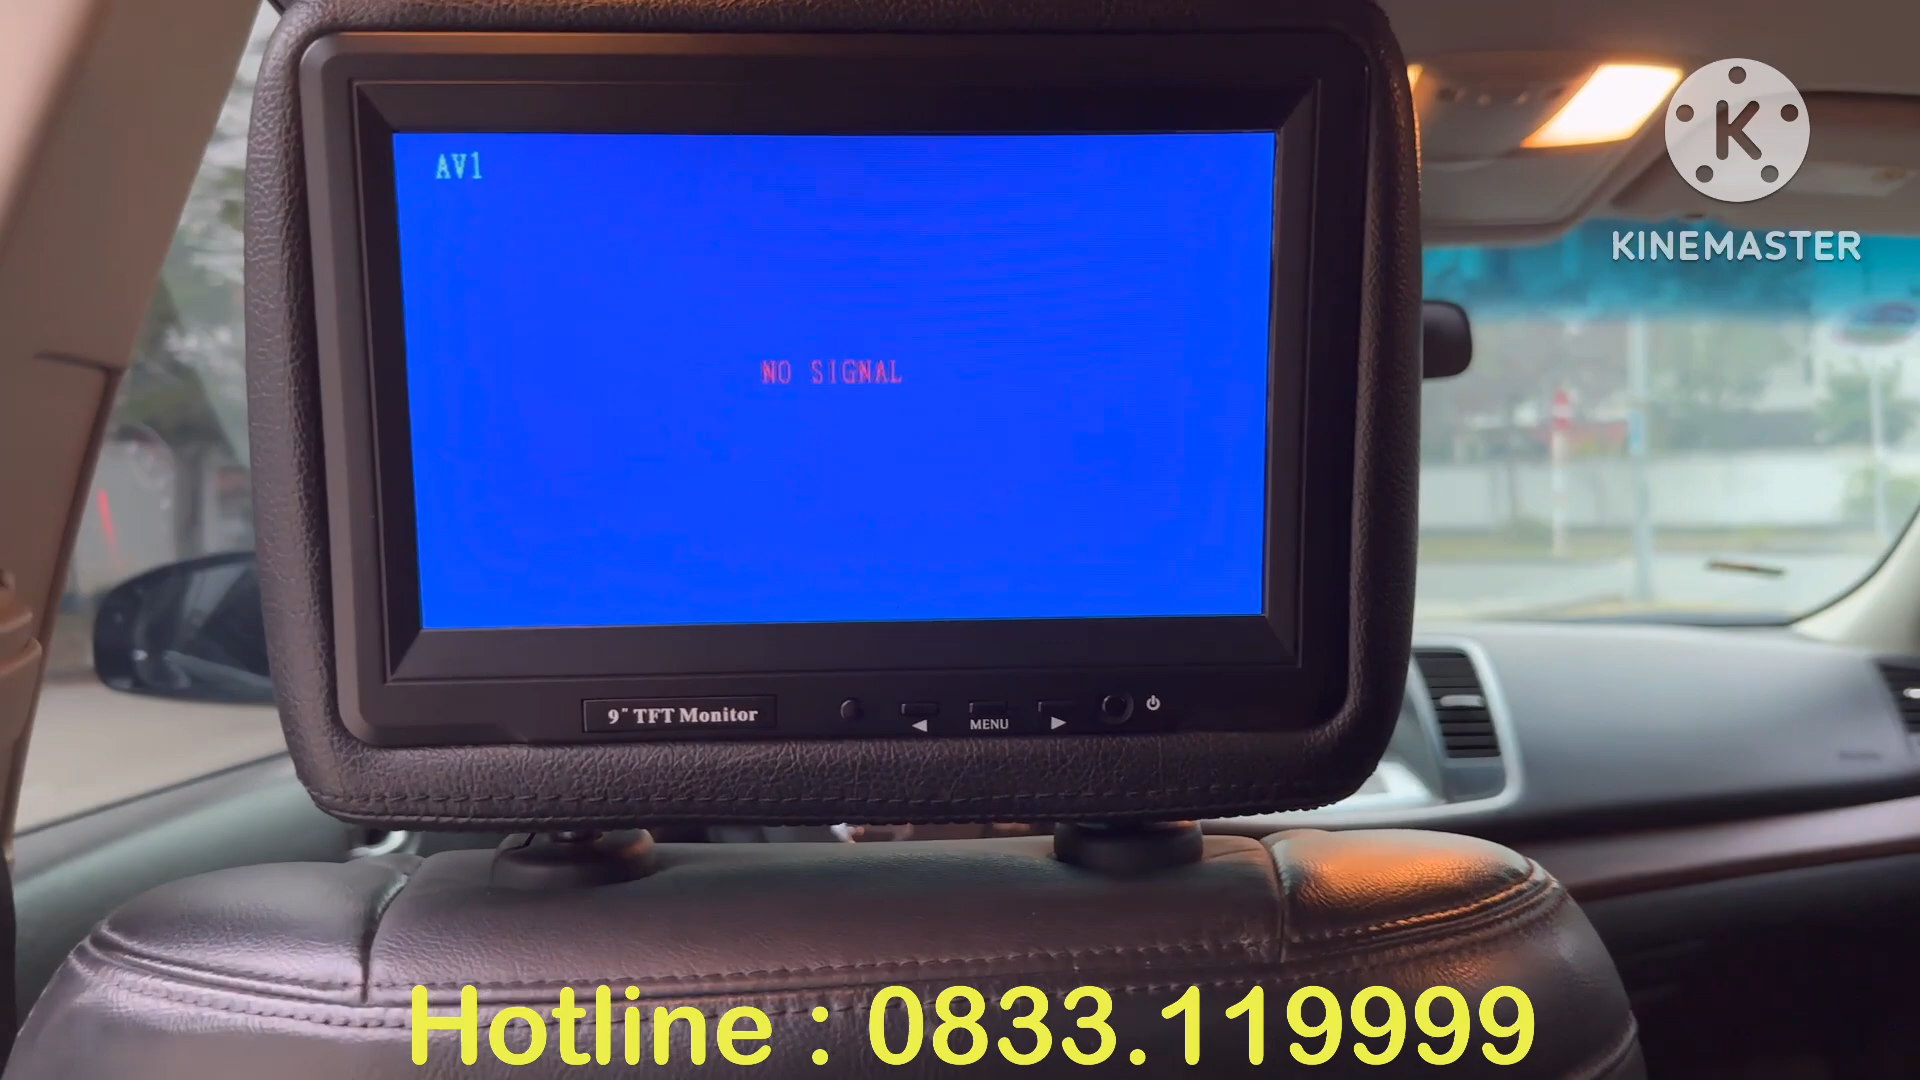 AV1
K
KINEMASTER
NO SIGNAL
9" TFT Monitor
MENU
Hotline : 0833.119999